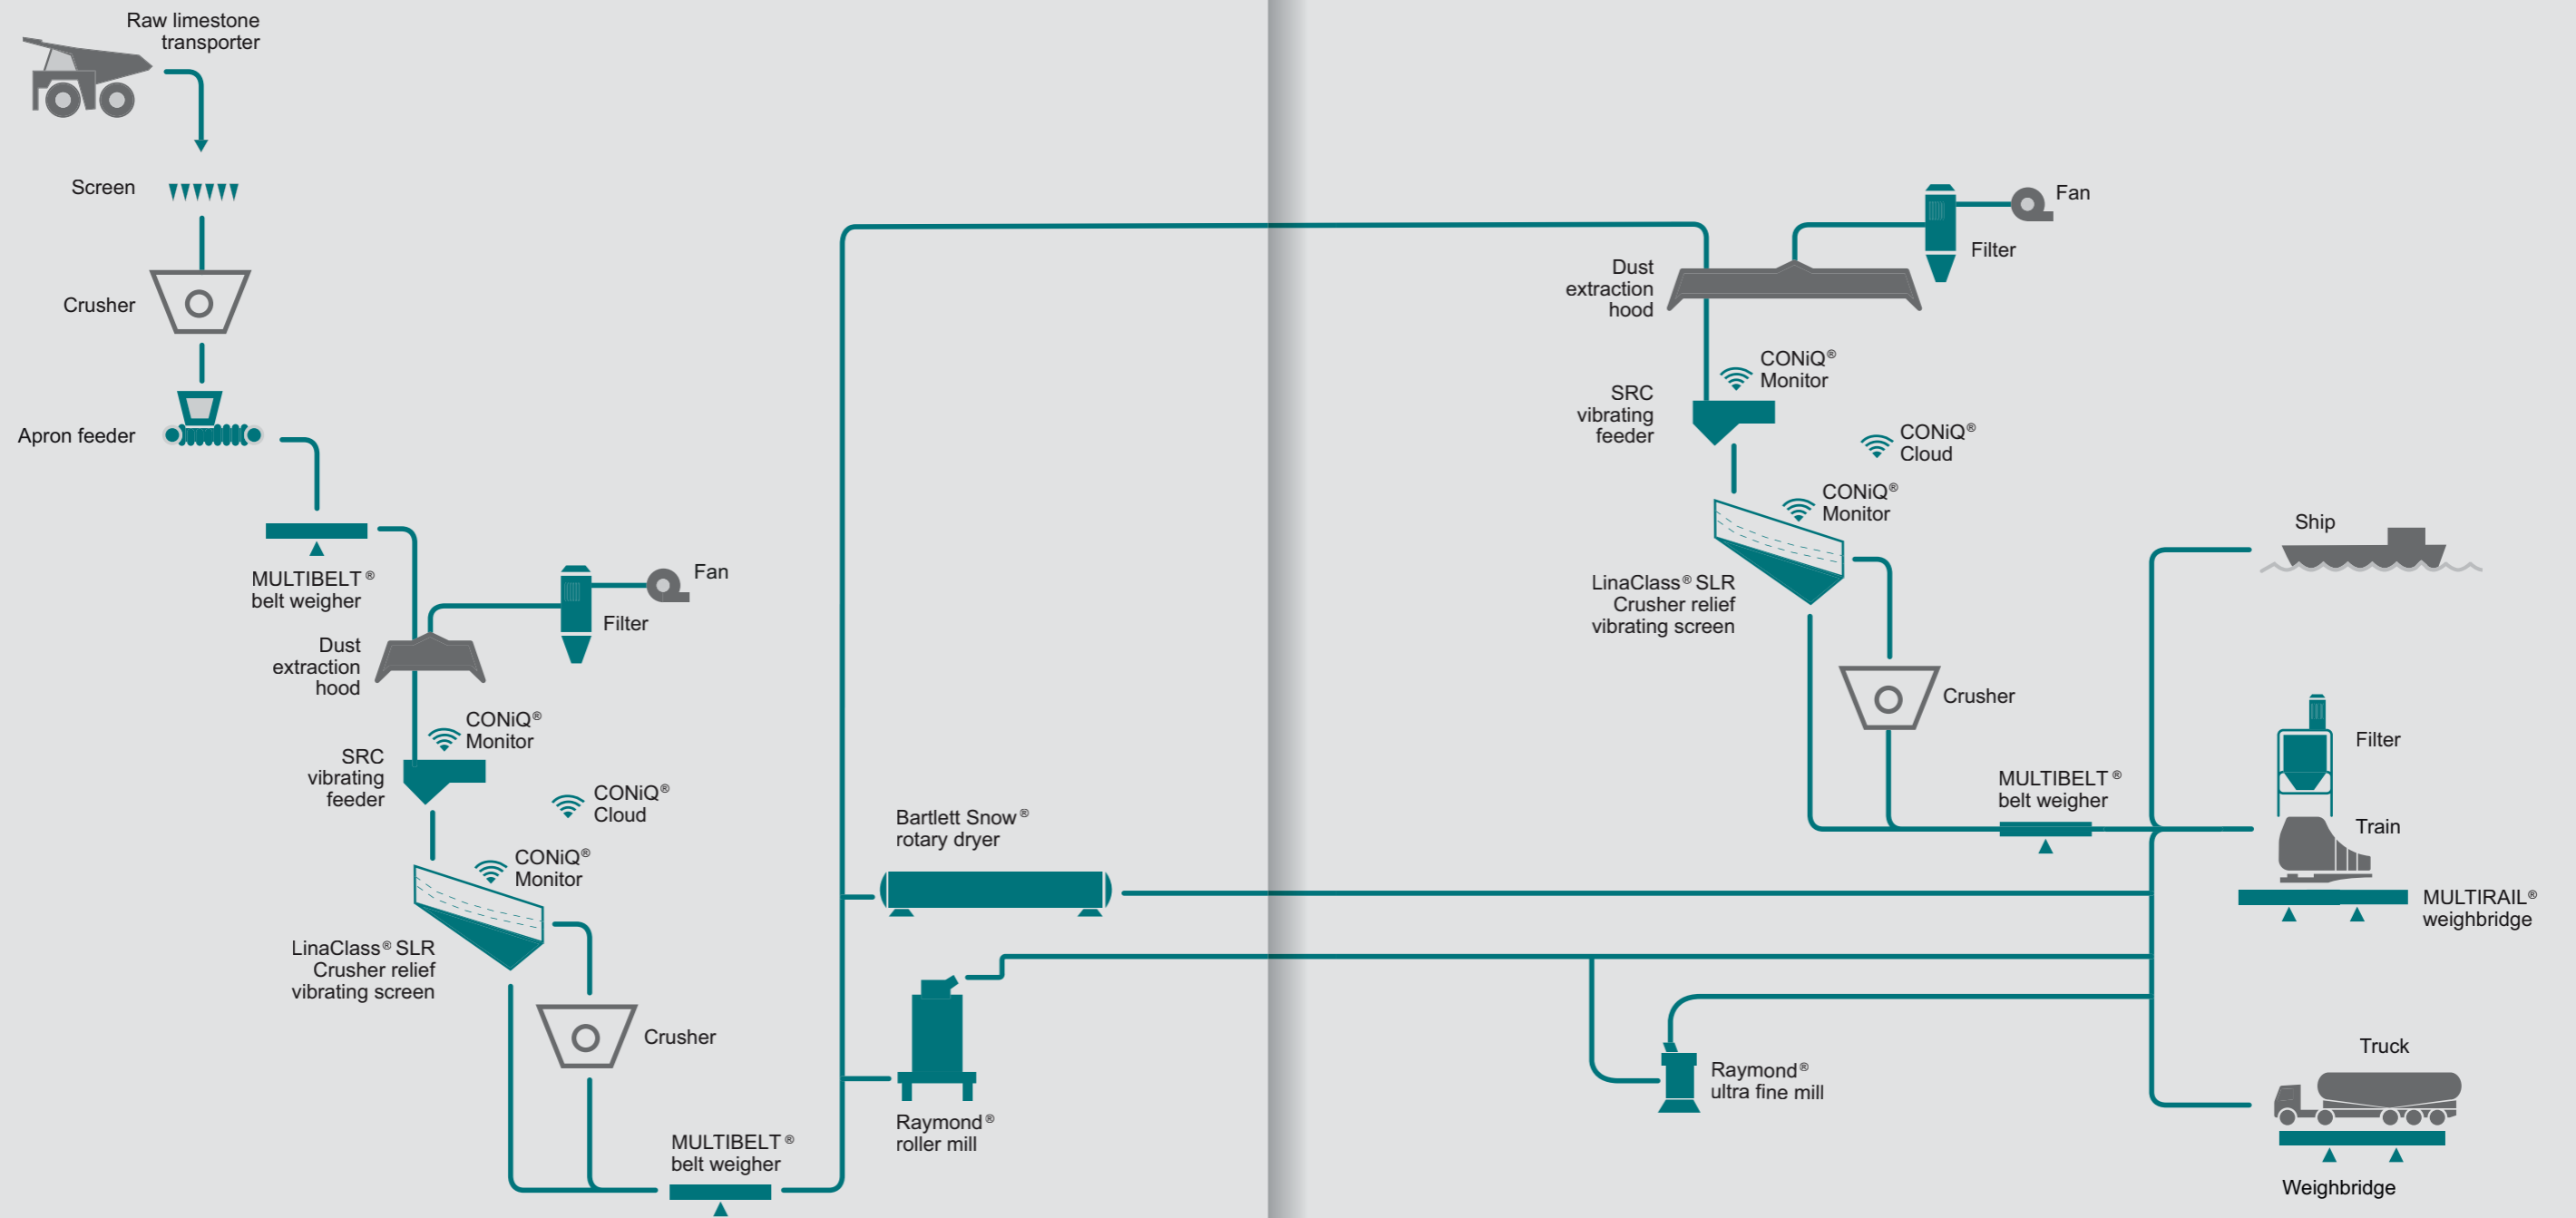 Raw limestone
transporter
Screen
Crusher
Apron feeder
MULTIBELT®
belt weigher
Fan
Filter
Dust
extraction
hood
CONiQ®
Monitor
SRC
vibrating
feeder
CONiQ®
Cloud
CONiQ®
Monitor
LinaClass® SLR
Crusher relief
vibrating screen
Crusher
MULTIBELT®
belt weigher
Bartlett Snow®
rotary dryer
Raymond®
roller mill
Fan
Filter
Dust
extraction
hood
CONiQ®
Monitor
SRC
vibrating
feeder
CONiQ®
Cloud
CONiQ®
Monitor
LinaClass® SLR
Crusher relief
vibrating screen
Crusher
MULTIBELT®
belt weigher
Raymond®
ultra fine mill
Ship
Filter
Train
MULTIRAIL®
weighbridge
Truck
Weighbridge